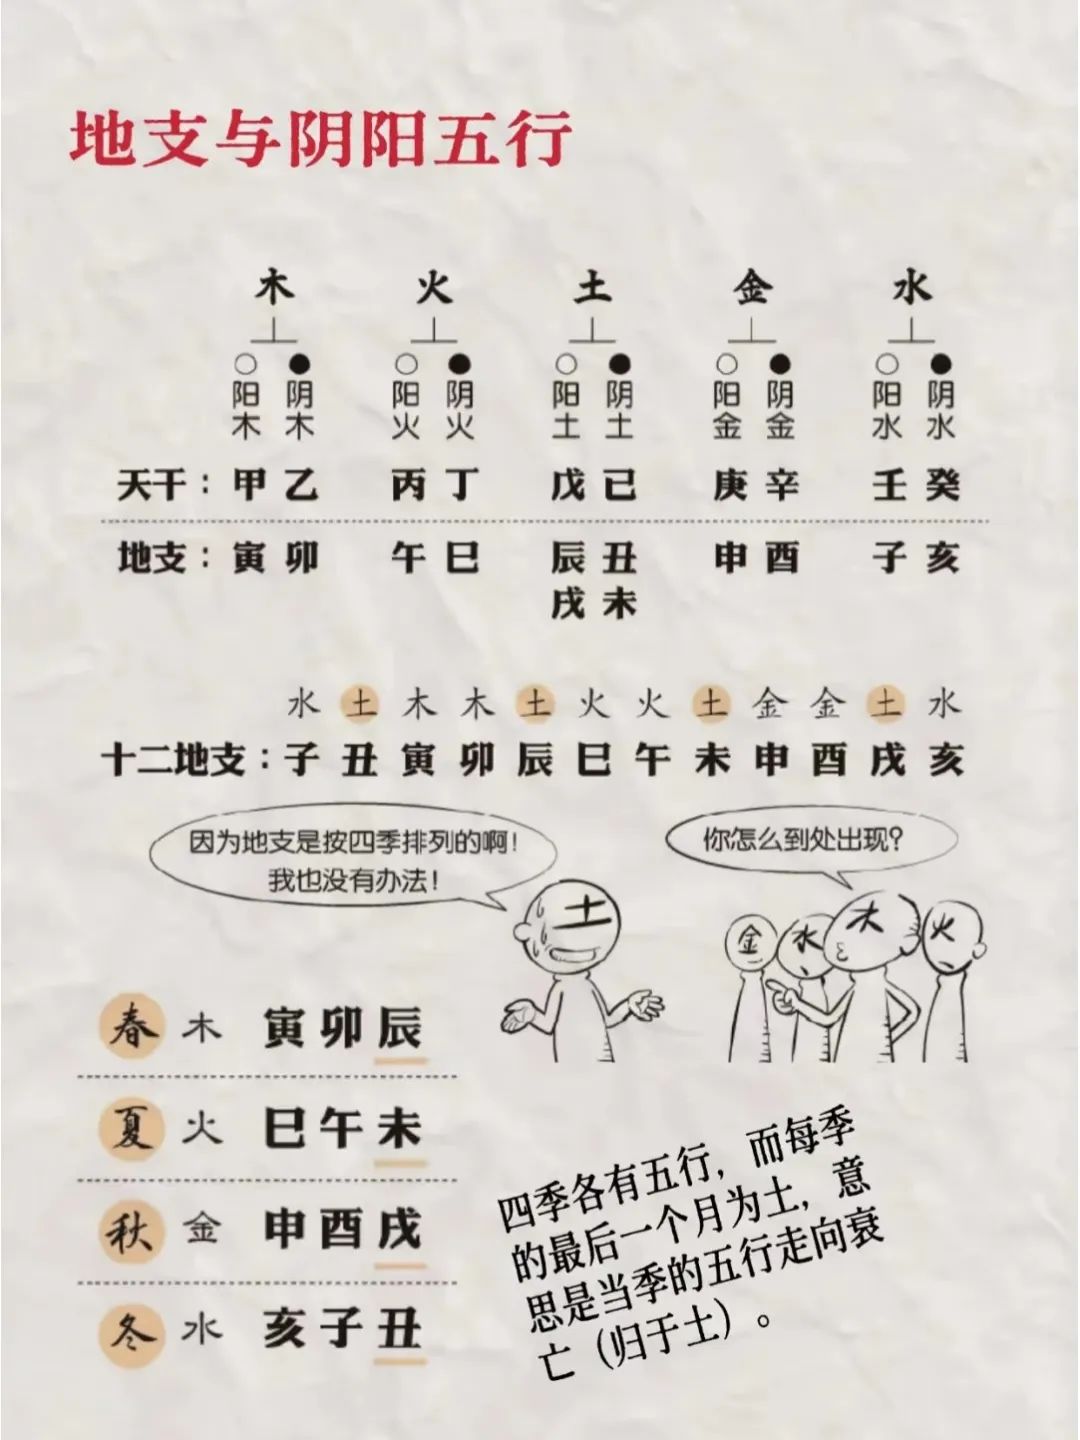 地支与阴阳五行
木 火 土 金 水
阳木 阴木 阳火 阴火 阳土 阴土 阳金 阴金 阳水 阴水
天干：甲 乙 丙 丁 戊 己 庚 辛 壬 癸
地支：寅 卯 午 巳 辰 丑 申 酉 子 亥
戌 未
水 土 木 木 土 火 火 土 金 金 土 水
十二地支：子 丑 寅 卯 辰 巳 午 未 申 酉 戌 亥
因为地支是按四季排列的啊！
我也没有办法！
你怎么到处出现？
土
金 水 木 火
春 木 寅 卯 辰
夏 火 巳 午 未
秋 金 申 酉 戌
冬 水 亥 子 丑
四季各有五行，而每季
的最后一个月为土，意
思是当季的五行走向衰
亡（归于土）。